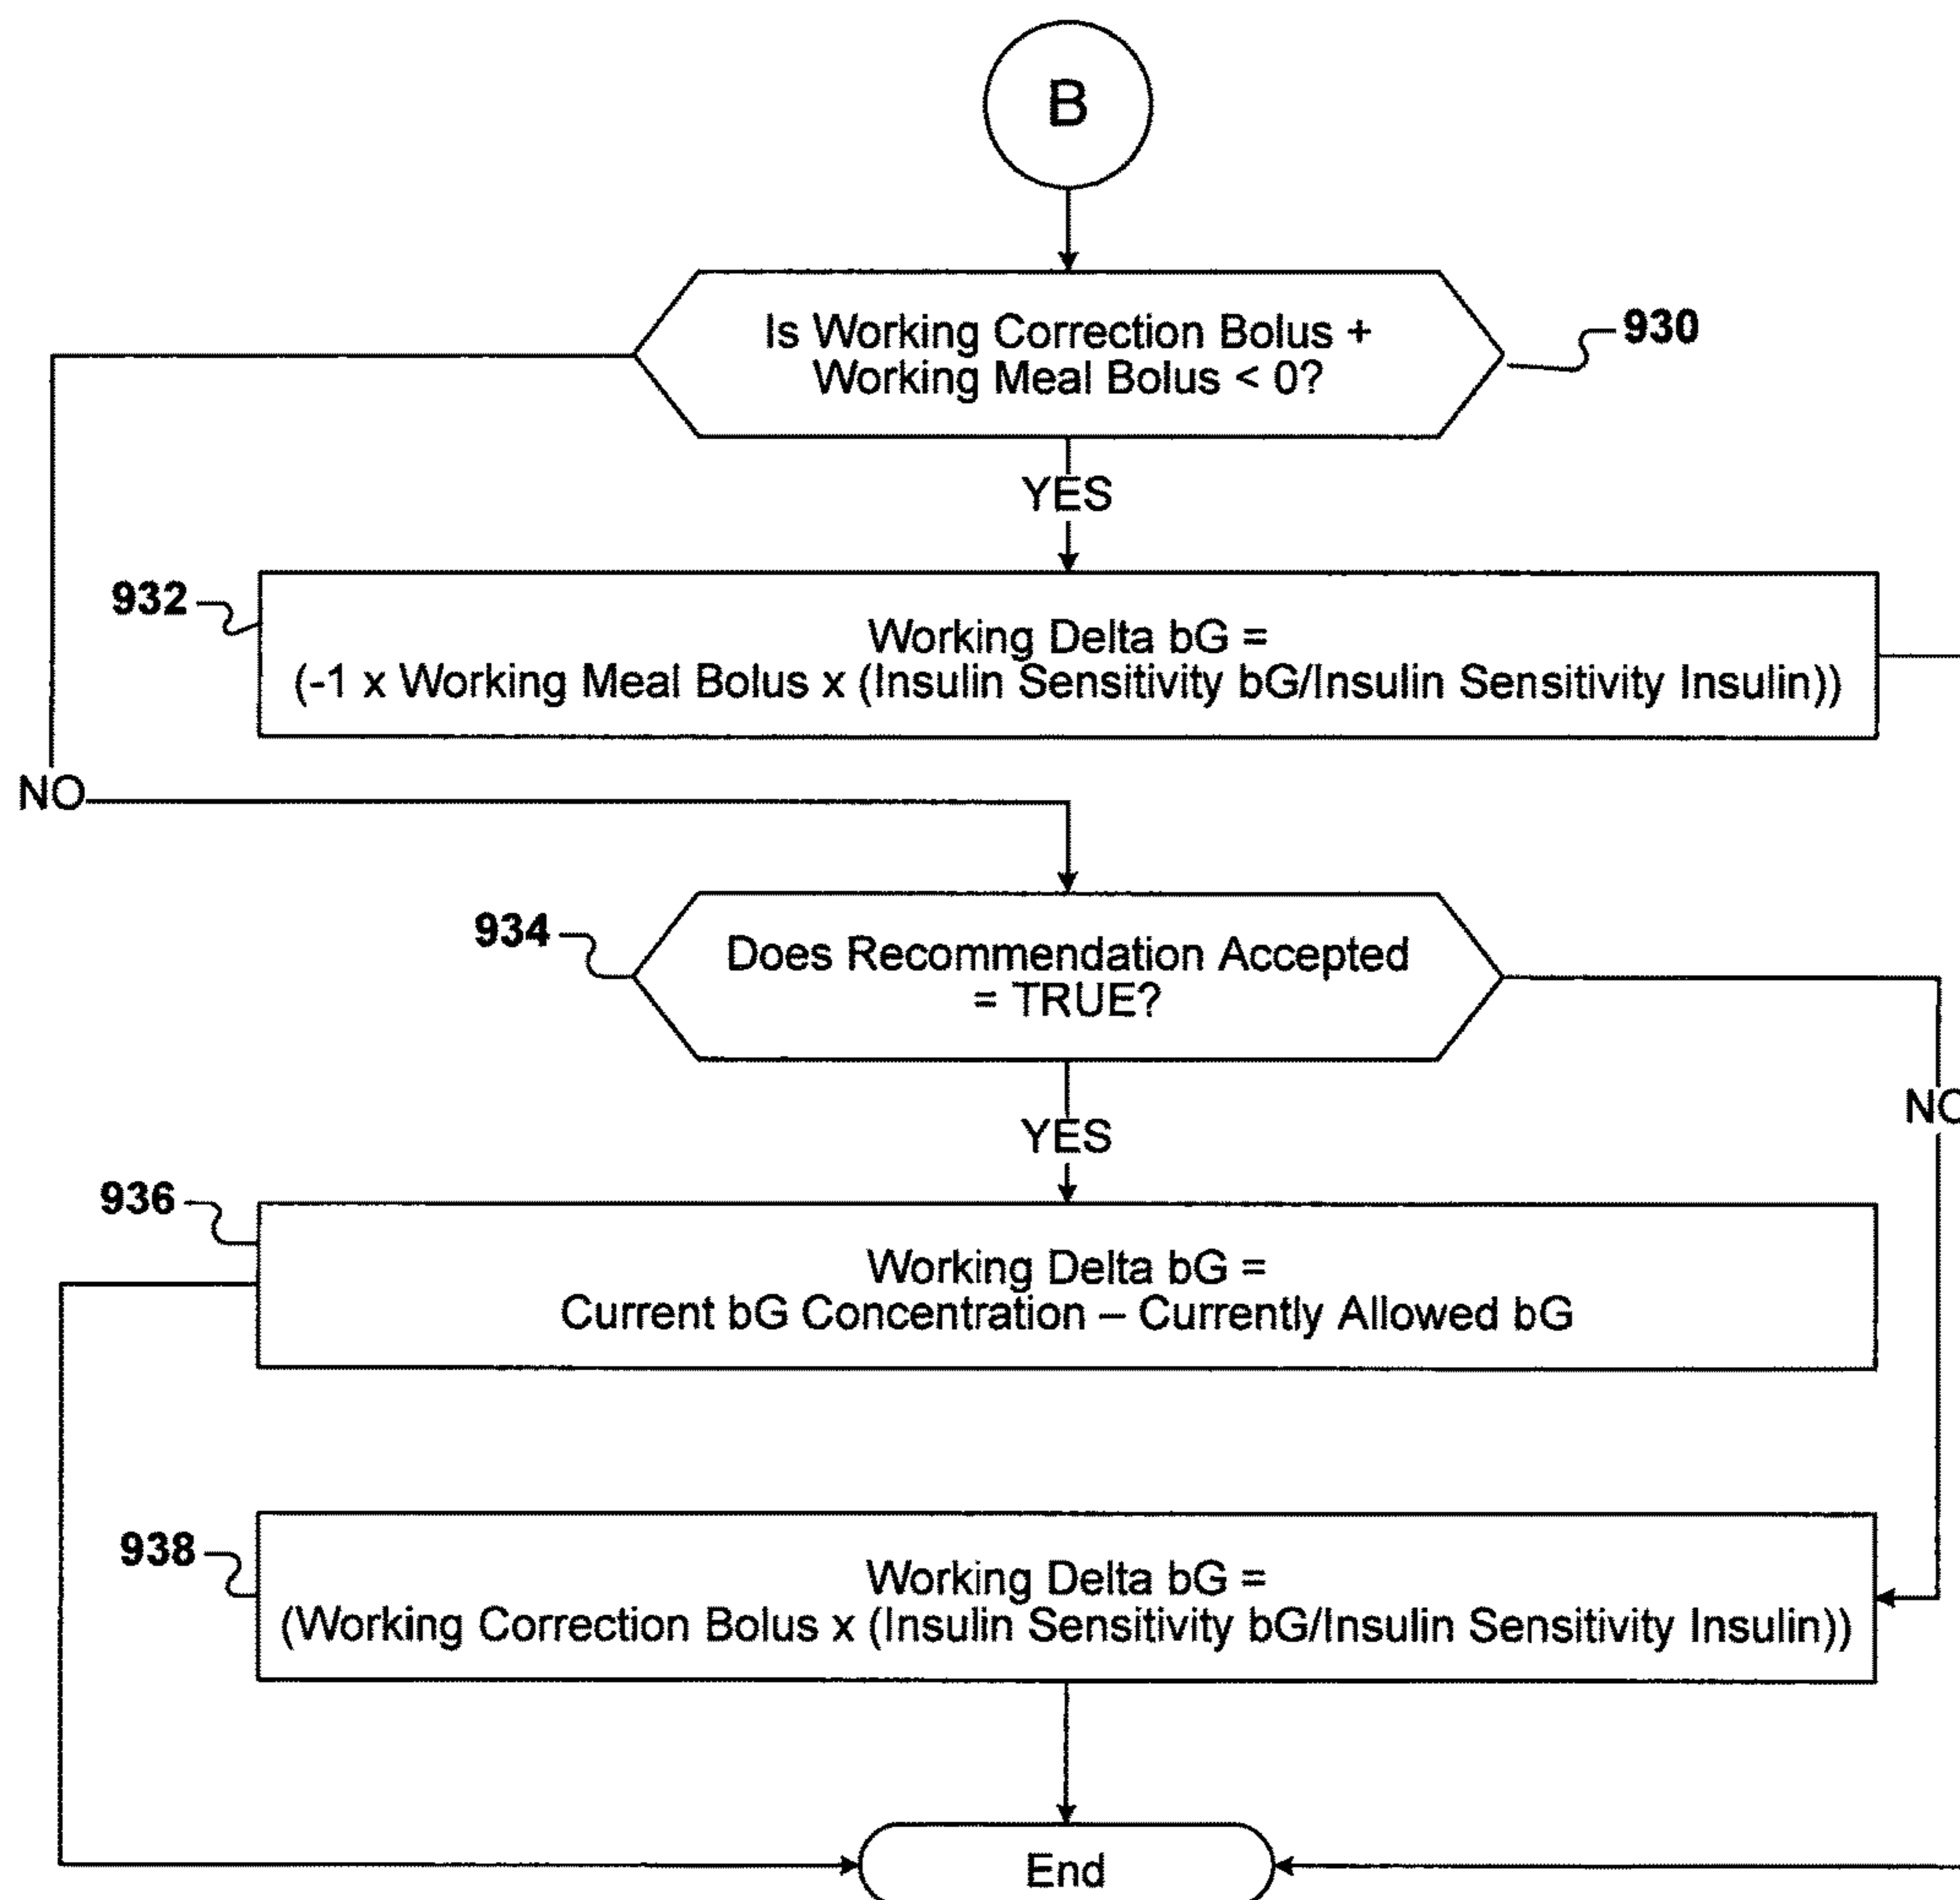 B
Is Working Correction Bolus +
Working Meal Bolus < 0?
930
YES
932
Working Delta bG =
(-1 x Working Meal Bolus x (Insulin Sensitivity bG/Insulin Sensitivity Insulin))
NO
934
Does Recommendation Accepted
= TRUE?
NO
YES
936
Working Delta bG =
Current bG Concentration – Currently Allowed bG
938
Working Delta bG =
(Working Correction Bolus x (Insulin Sensitivity bG/Insulin Sensitivity Insulin))
End